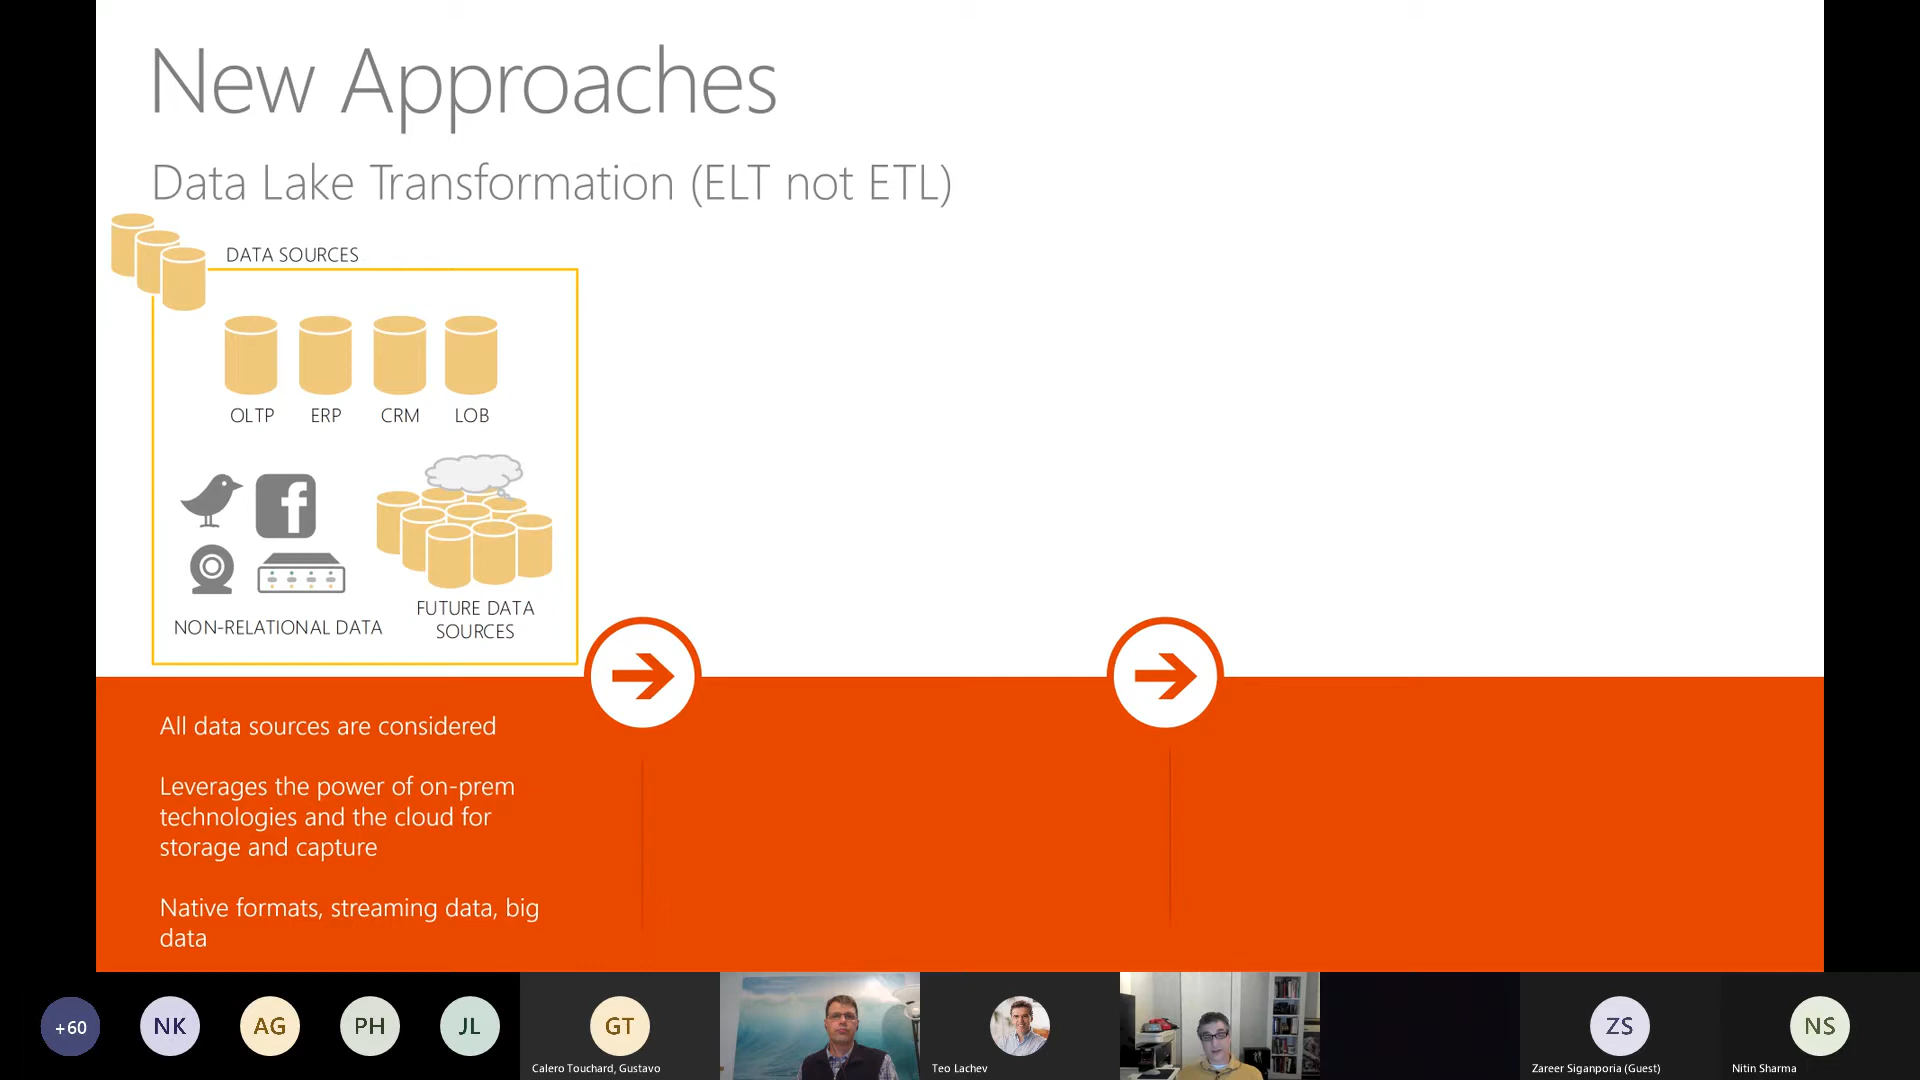 New Approaches
Data Lake Transformation (ELT not ETL)
DATA SOURCES
OLTP ERP CRM LOB
NON-RELATIONAL DATA
FUTURE DATA
SOURCES
All data sources are considered
Leverages the power of on-prem
technologies and the cloud for
storage and capture
Native formats, streaming data, big
data
+60
NK
AG
PH
JL
GT
Calero Touchard, Gustavo
Teo Lachev
ZS
Zareer Siganporia (Guest)
NS
Nitin Sharma